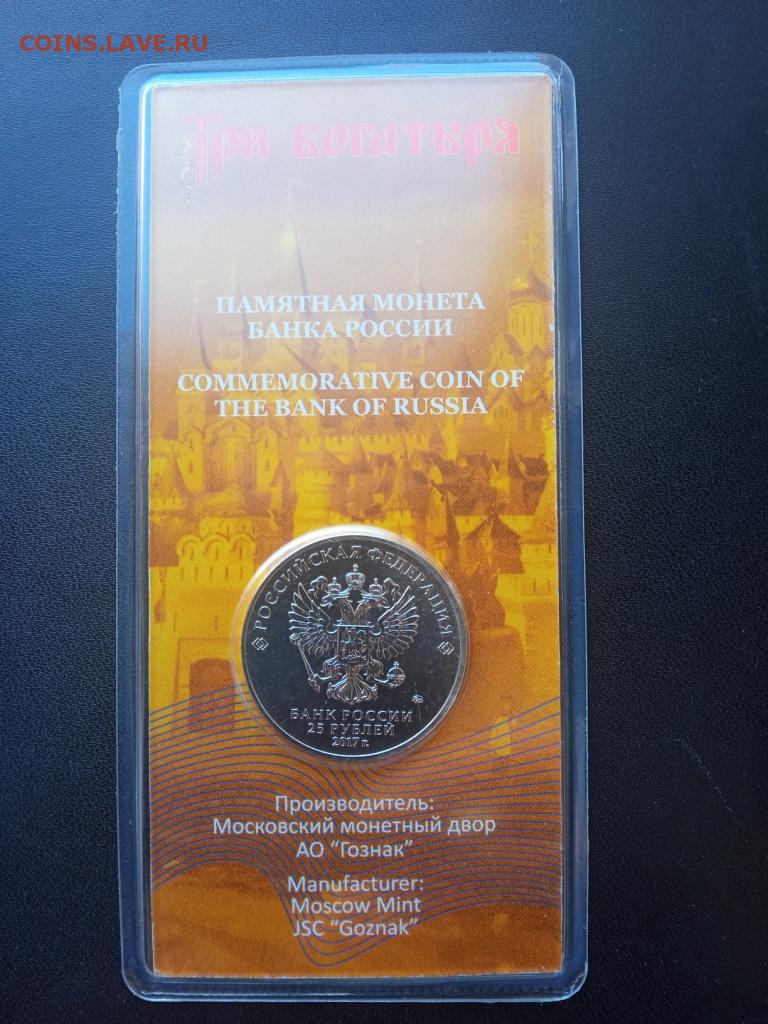 COINS.LAVE.РУ
Три богатыря
ПАМЯТНАЯ МОНЕТА
БАНКА РОССИИ
COMMEMORATIVE COIN OF
THE BANK OF RUSSIA
РОССИЙСКАЯ ФЕДЕРАЦИЯ
БАНК РОССИИ
25 РУБЛЕЙ
2017 г.
Производитель:
Московский монетный двор
АО “Гознак”
Manufacturer:
Moscow Mint
JSC “Goznak”